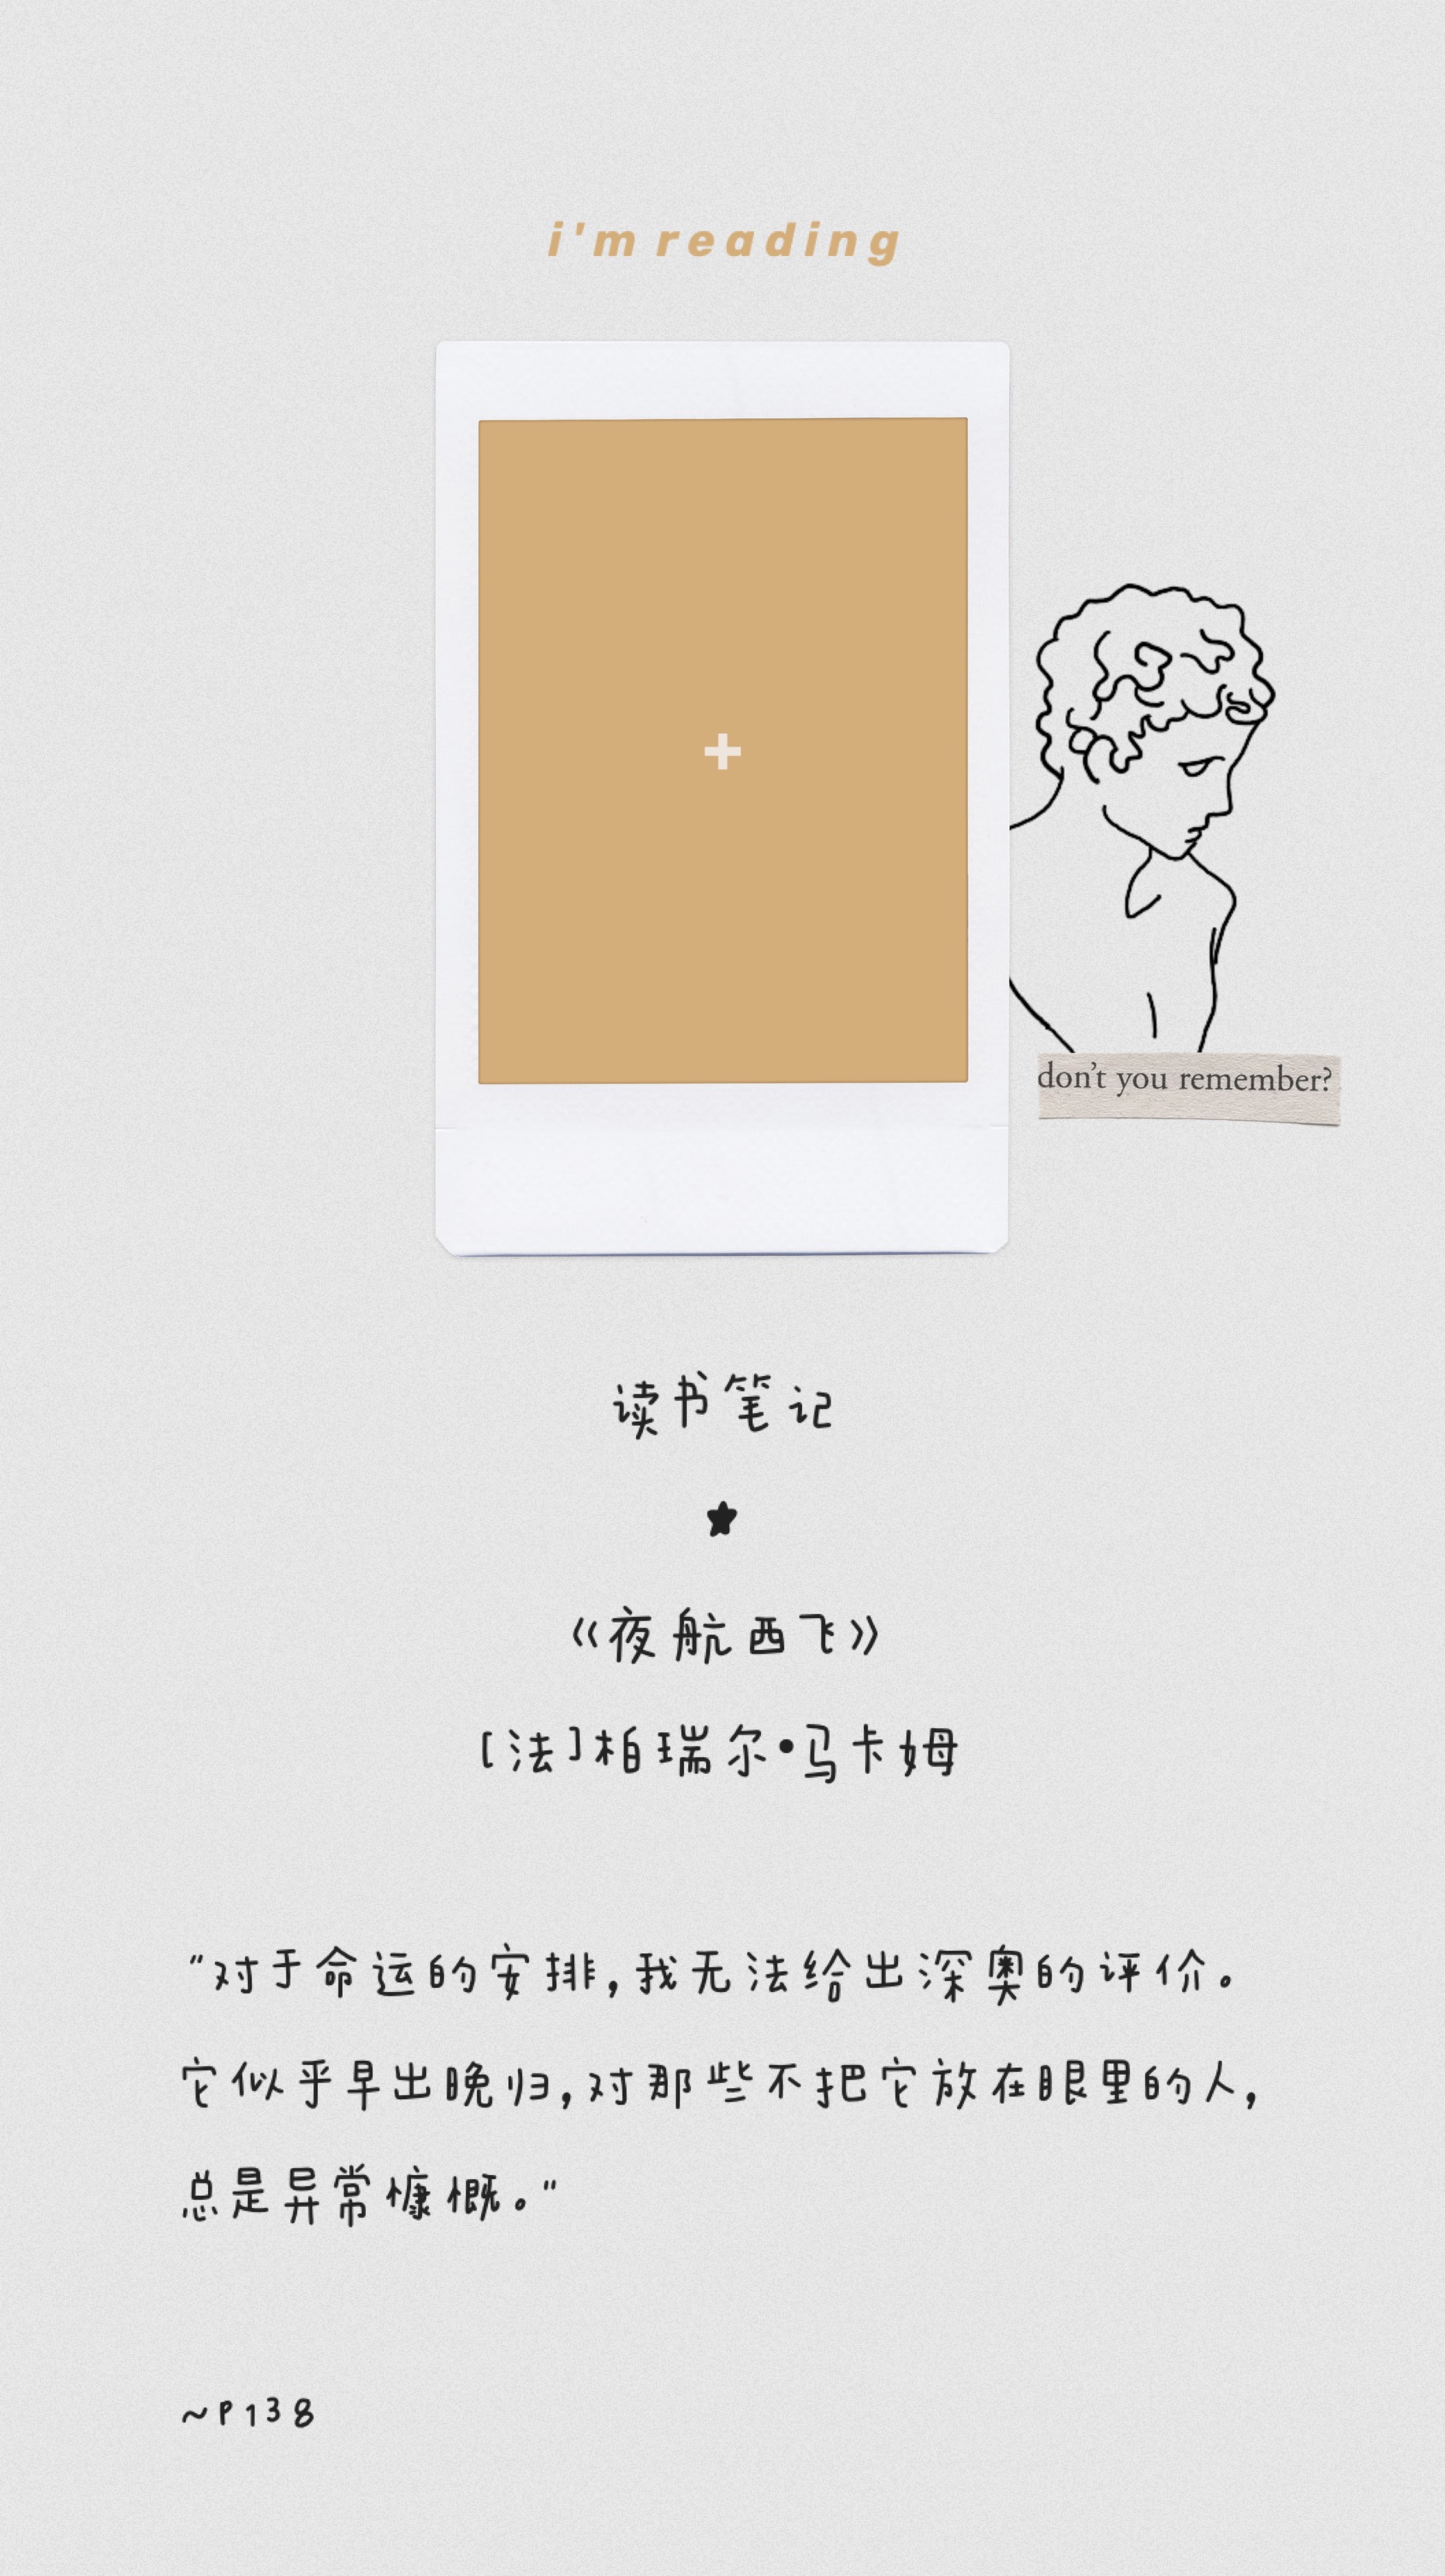 i'm reading
don't you remember?
读书笔记
《夜航西飞》
[法]柏瑞尔•马卡姆
"对于命运的安排,我无法给出深奥的评价。
它似乎早出晚归,对那些不把它放在眼里的人,
总是异常慷慨。"
~P138